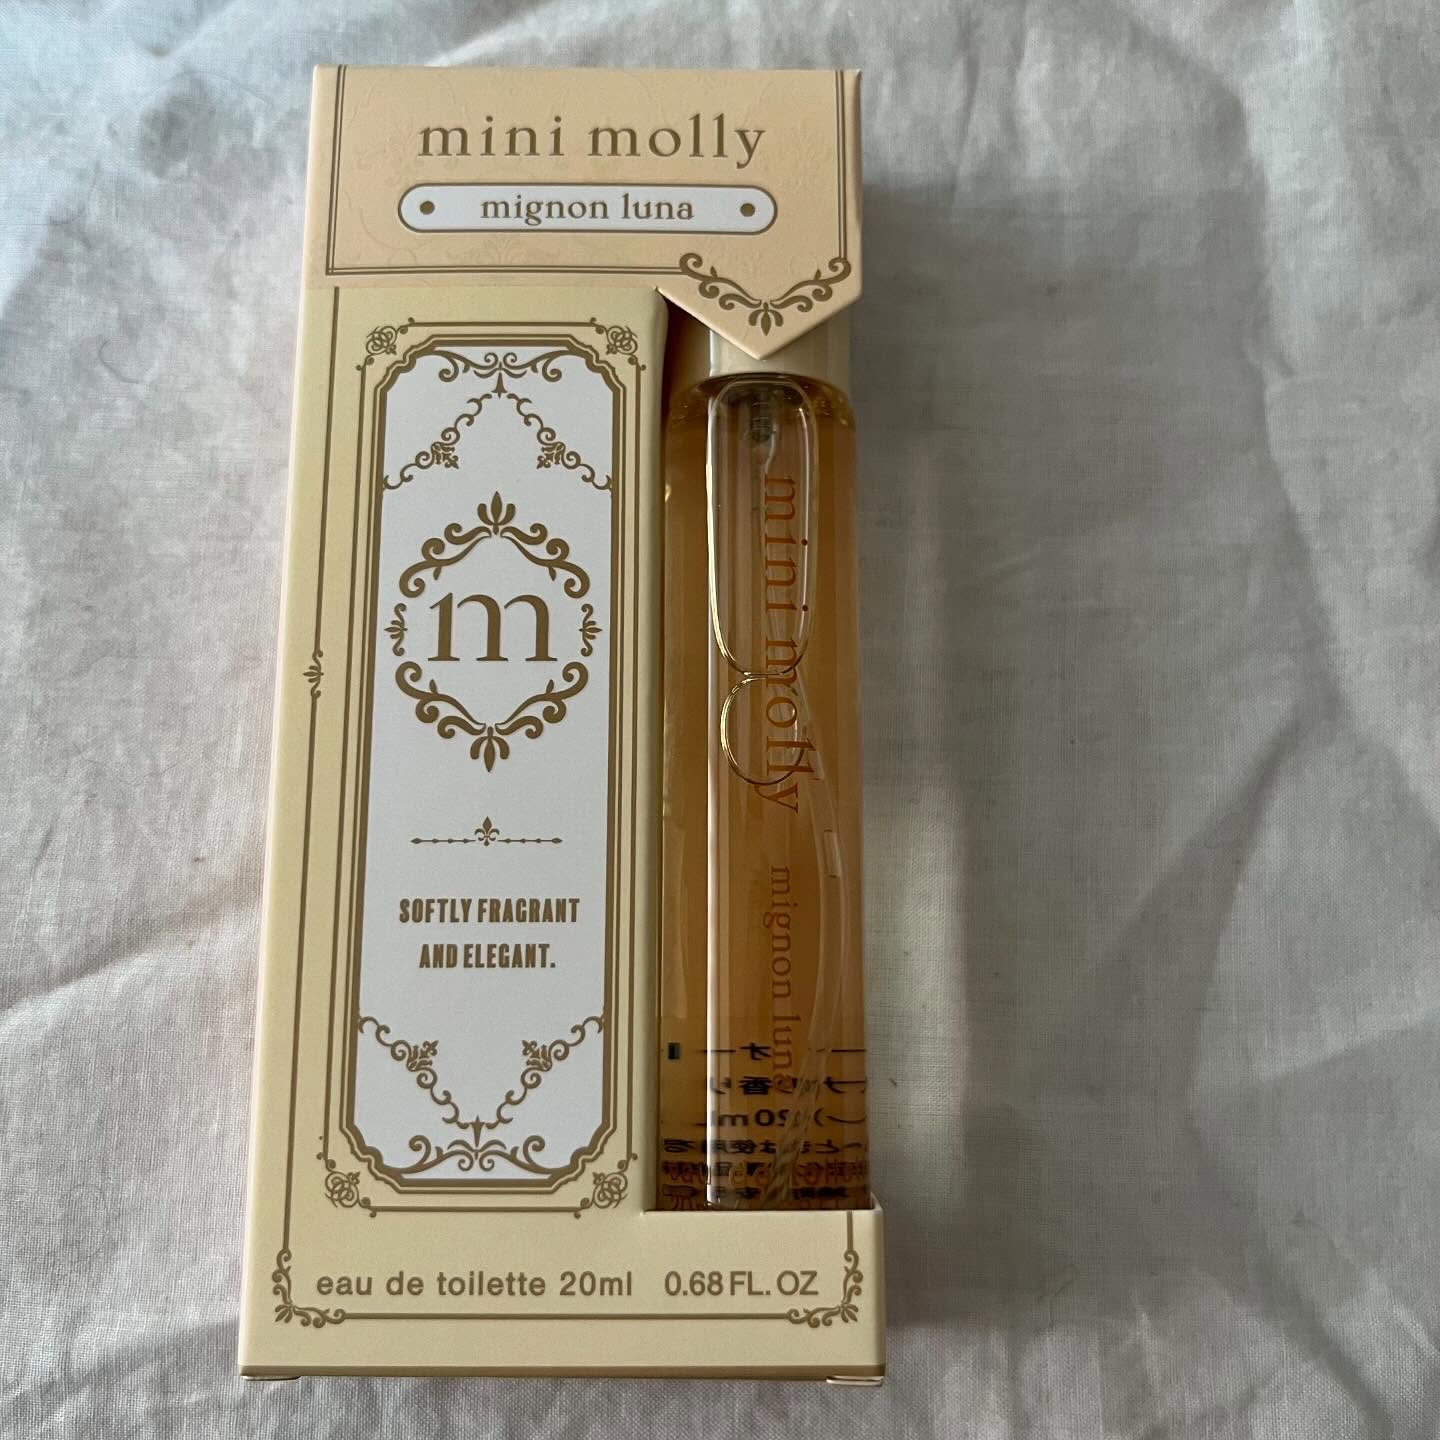 mini molly
mignon luna
m
SOFTLY FRAGRANT
AND ELEGANT.
mini molly mignon luna
eau de toilette 20ml 0.68 FL. OZ